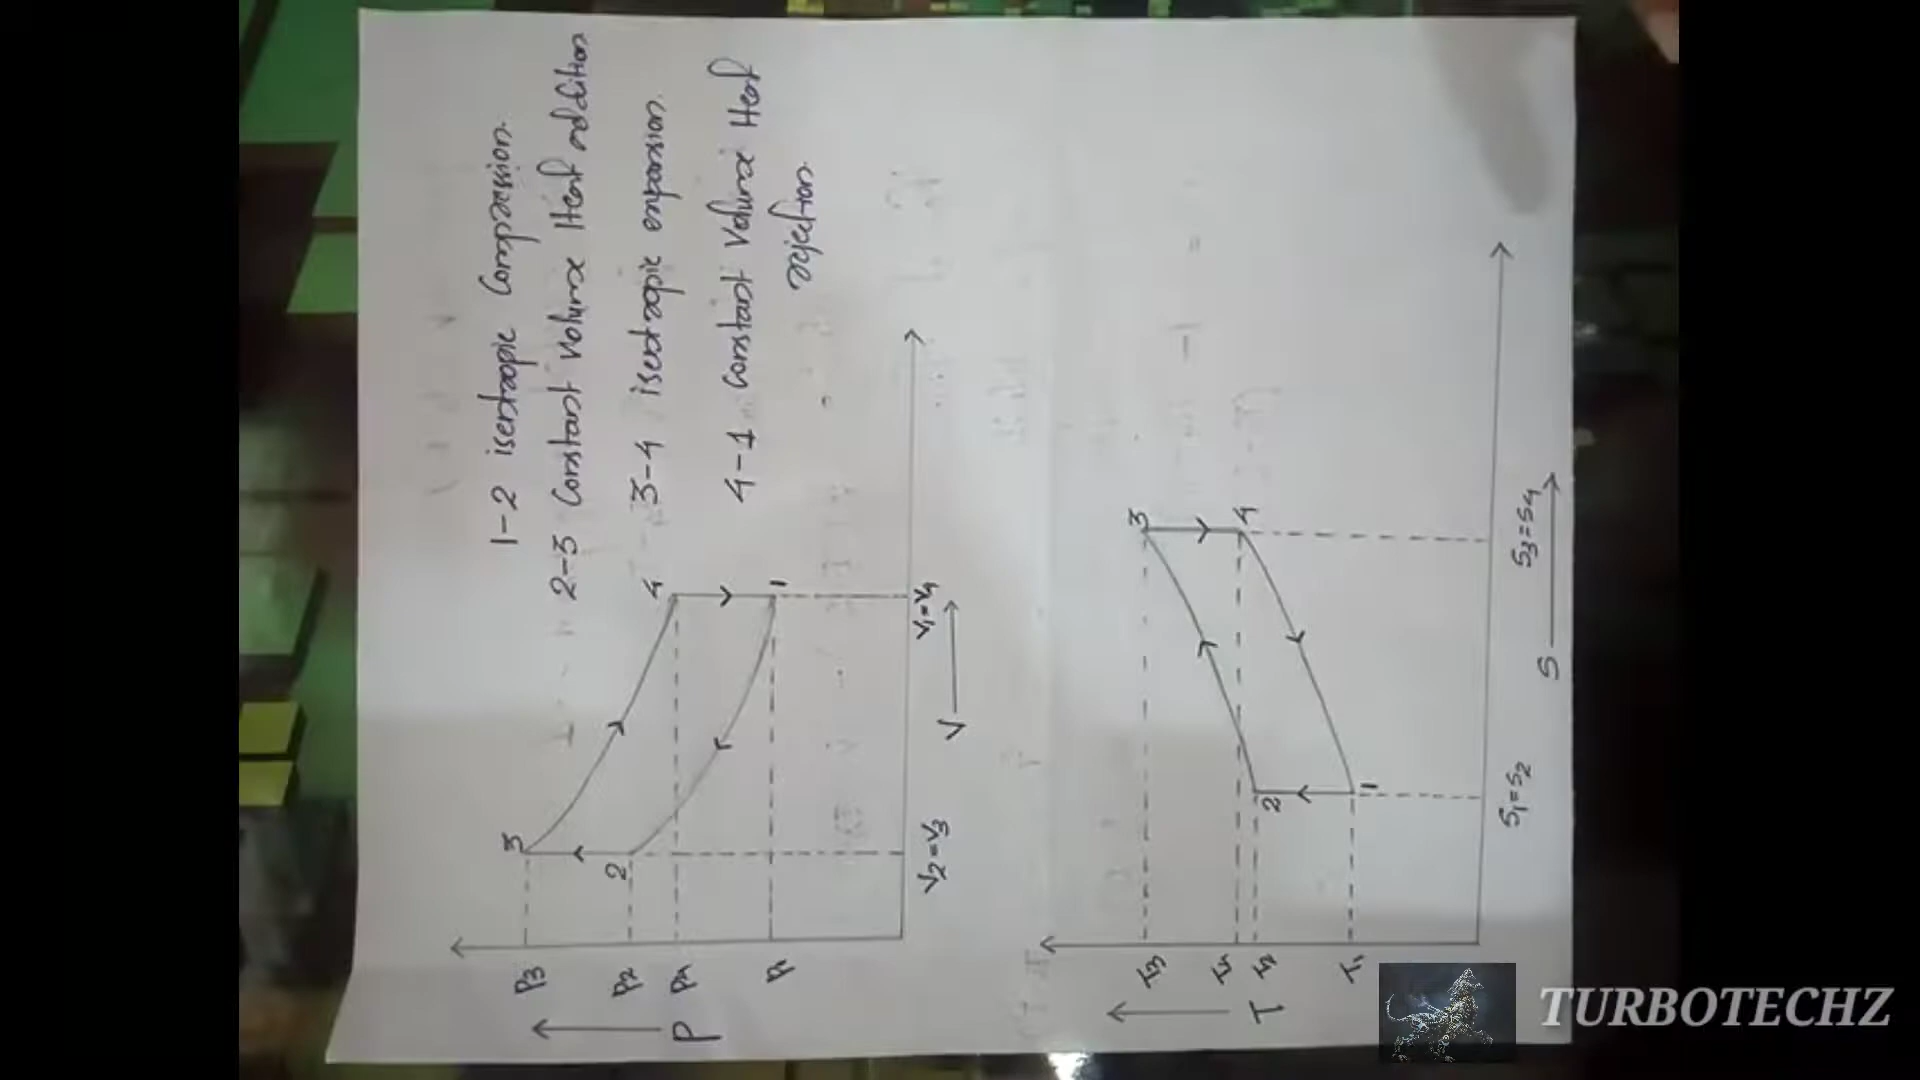 1-2 isentropic Compression.
2-3 Constant volume Heat addition
3-4 isentropic expansion.
4-1 Constant Volume Heat
rejection.
P
P3
P2
P4
P1
3
2
4
1
V2=V3
V1=V4
V
T
T3
T4
T2
T1
3
4
2
1
S1=S2
S3=S4
S
TURBOTECHZ